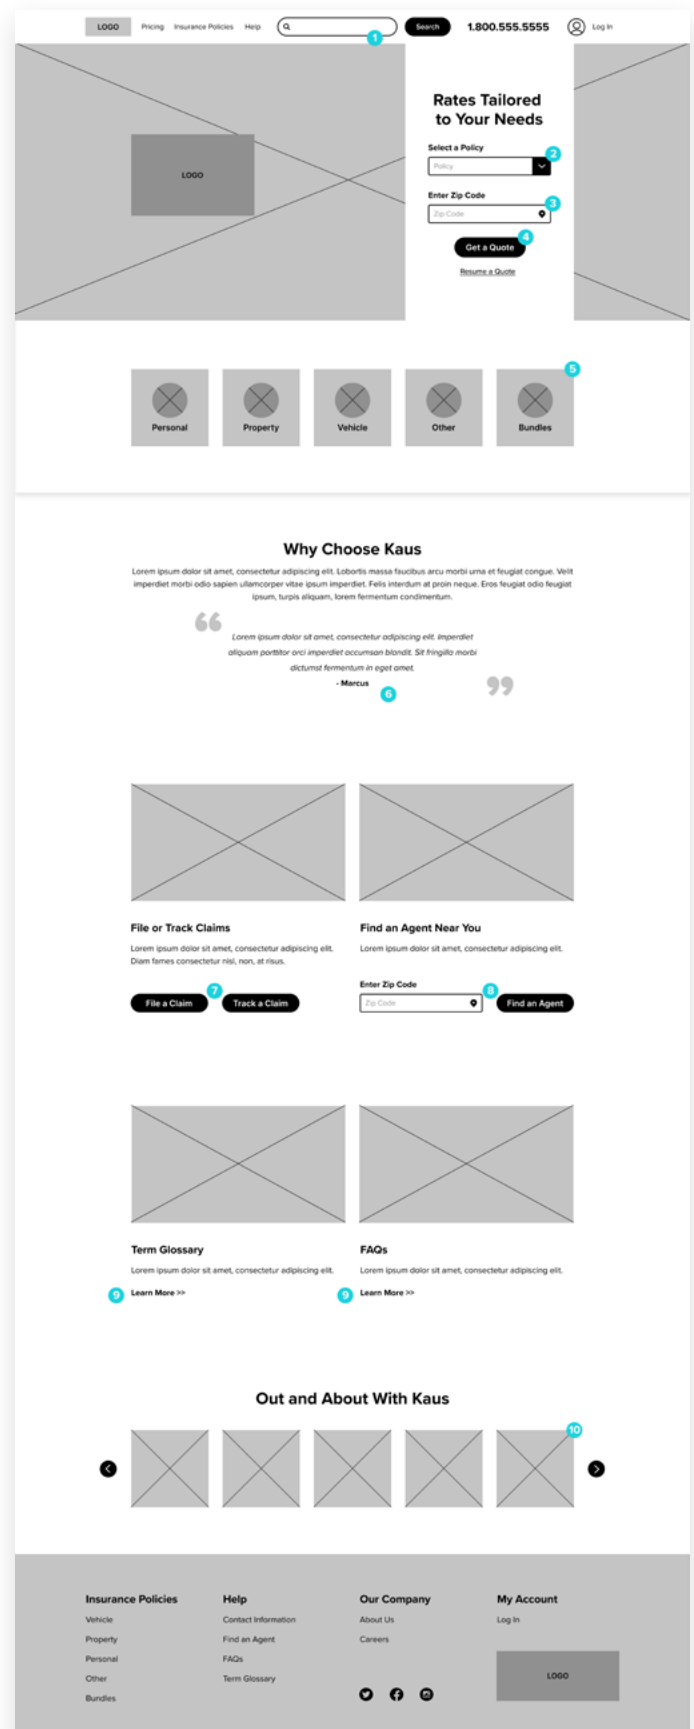 LOGO Pricing Insurance Policies Help Search 1.800.555.5555 Log In
1
Rates Tailored
to Your Needs
Select a Policy
2
Policy
Enter Zip Code
3
Zip Code
4
Get a Quote
Resume a Quote
LOGO
5
Personal Property Vehicle Other Bundles
Why Choose Kaus
Lorem ipsum dolor sit amet, consectetur adipiscing elit. Lobortis massa faucibus arcu morbi urna et feugiat congue. Velit
imperdiet morbi odio sapien ullamcorper vitae ipsum imperdiet. Felis interdum at proin neque. Eros feugiat odio feugiat
ipsum, turpis aliquam, lorem fermentum condimentum.
“
Lorem ipsum dolor sit amet, consectetur adipiscing elit. Imperdiet
aliquam porttitor orci imperdiet accumsan blandit. Sit fringilla morbi
dictumst fermentum in eget amet.
- Marcus
”
6
File or Track Claims
Lorem ipsum dolor sit amet, consectetur adipiscing elit.
Diam fames consectetur nisl, non, at risus.
7
File a Claim Track a Claim
Find an Agent Near You
Lorem ipsum dolor sit amet, consectetur adipiscing elit.
Enter Zip Code
8
Zip Code Find an Agent
Term Glossary
Lorem ipsum dolor sit amet, consectetur adipiscing elit.
9 Learn More >>
FAQs
Lorem ipsum dolor sit amet, consectetur adipiscing elit.
9 Learn More >>
Out and About With Kaus
10
Insurance Policies
Vehicle
Property
Personal
Other
Bundles
Help
Contact Information
Find an Agent
FAQs
Term Glossary
Our Company
About Us
Careers
My Account
Log In
LOGO